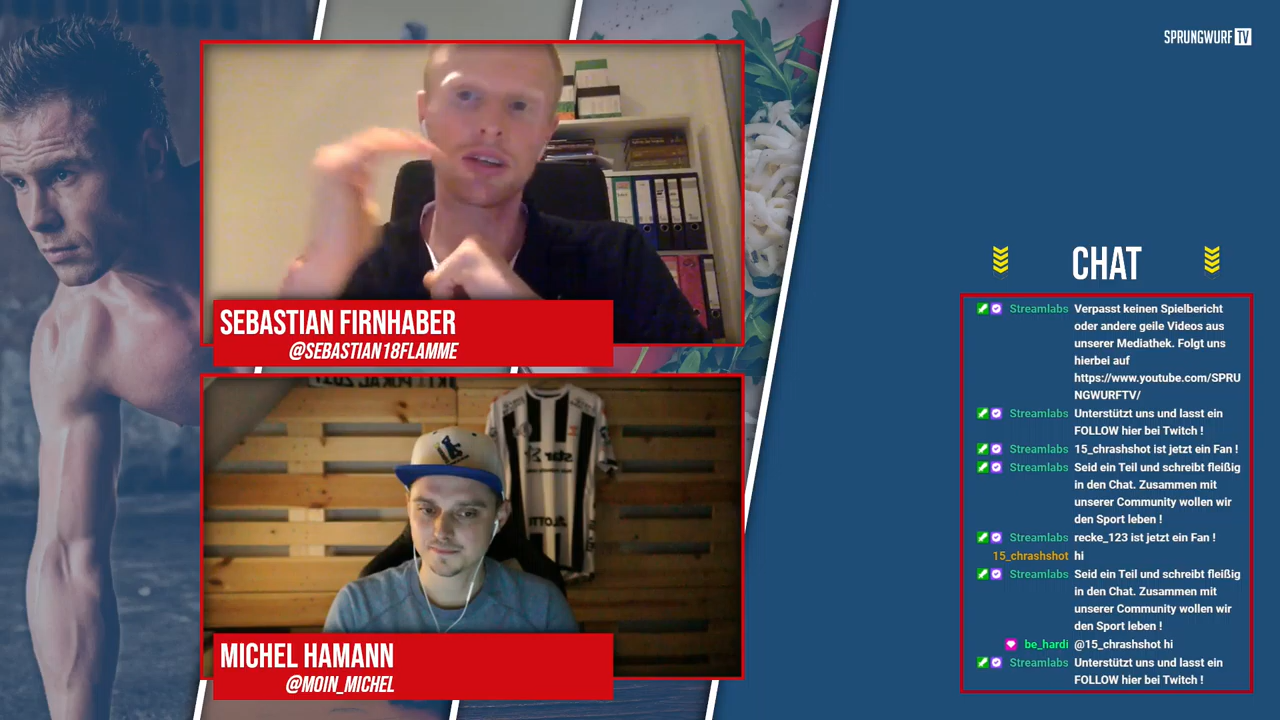 SPRUNGWURF TV
SEBASTIAN FIRNHABER
@SEBASTIAN18FLAMME
MICHEL HAMANN
@MOIN_MICHEL
CHAT
Streamlabs Verpasst keinen Spielbericht
oder andere geile Videos aus
unserer Mediathek. Folgt uns
hierbei auf
https://www.youtube.com/SPRU
NGWURFTV/
Streamlabs Unterstützt uns und lasst ein
FOLLOW hier bei Twitch !
Streamlabs 15_chrashshot ist jetzt ein Fan !
Streamlabs Seid ein Teil und schreibt fleißig
in den Chat. Zusammen mit
unserer Community wollen wir
den Sport leben !
Streamlabs recke_123 ist jetzt ein Fan !
15_chrashshot hi
Streamlabs Seid ein Teil und schreibt fleißig
in den Chat. Zusammen mit
unserer Community wollen wir
den Sport leben !
be_hardi @15_chrashshot hi
Streamlabs Unterstützt uns und lasst ein
FOLLOW hier bei Twitch !